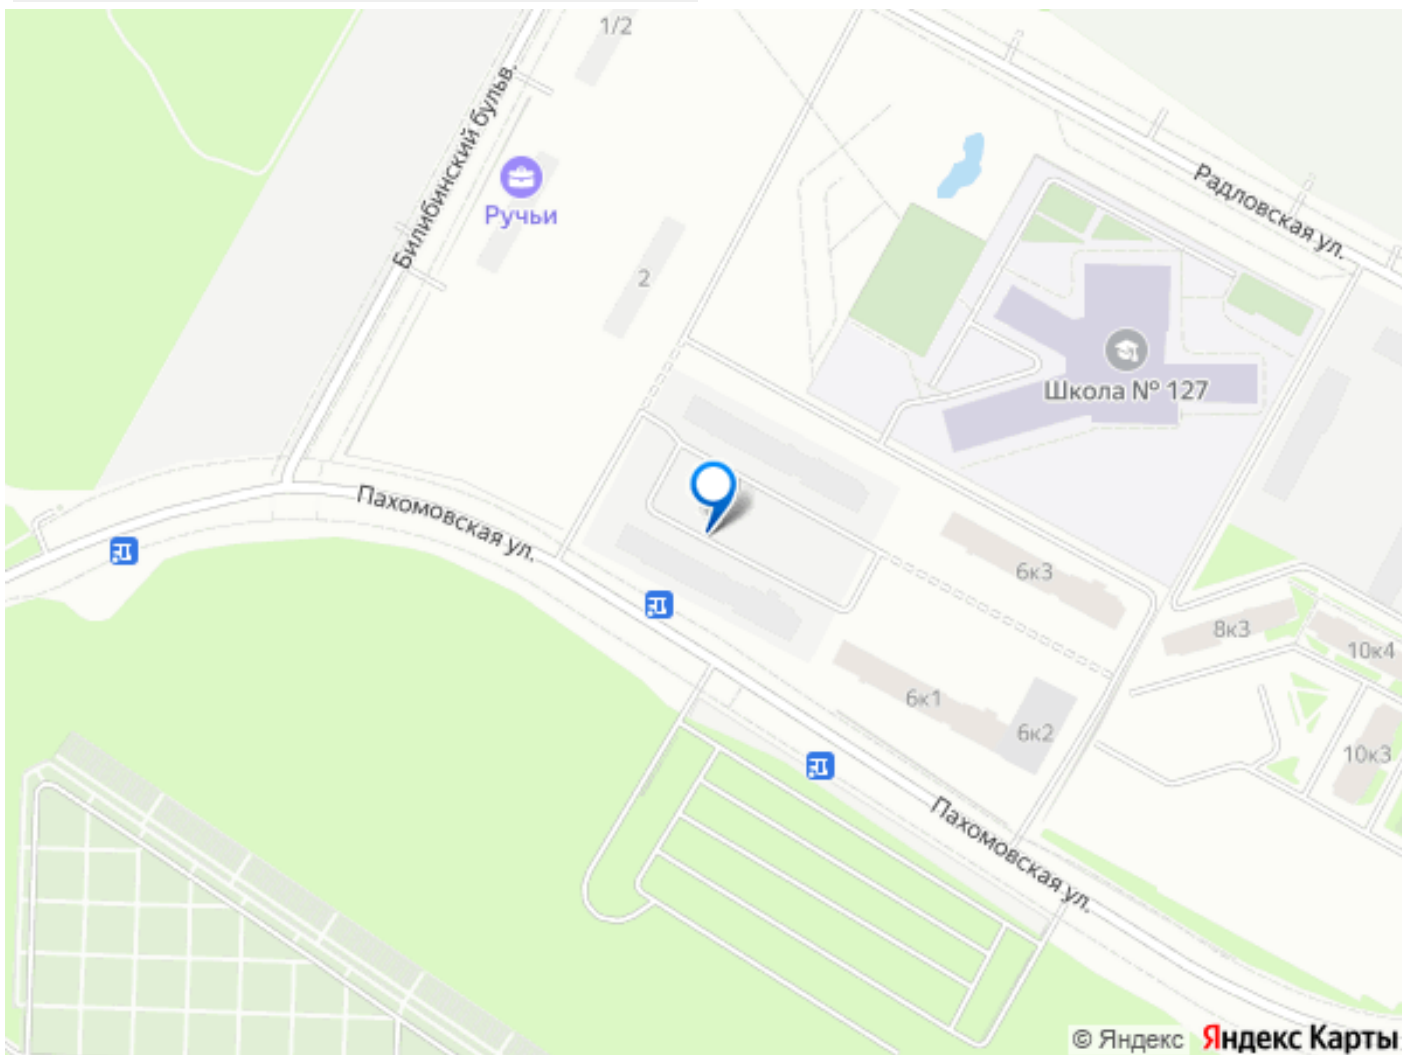 1/2
Билибинский бульв.
Ручьи
2
Радловская ул.
Школа № 127
Пахомовская ул.
6к3
8к3
10к4
6к1
6к2
10к3
Пахомовская ул.
© Яндекс Яндекс Карты